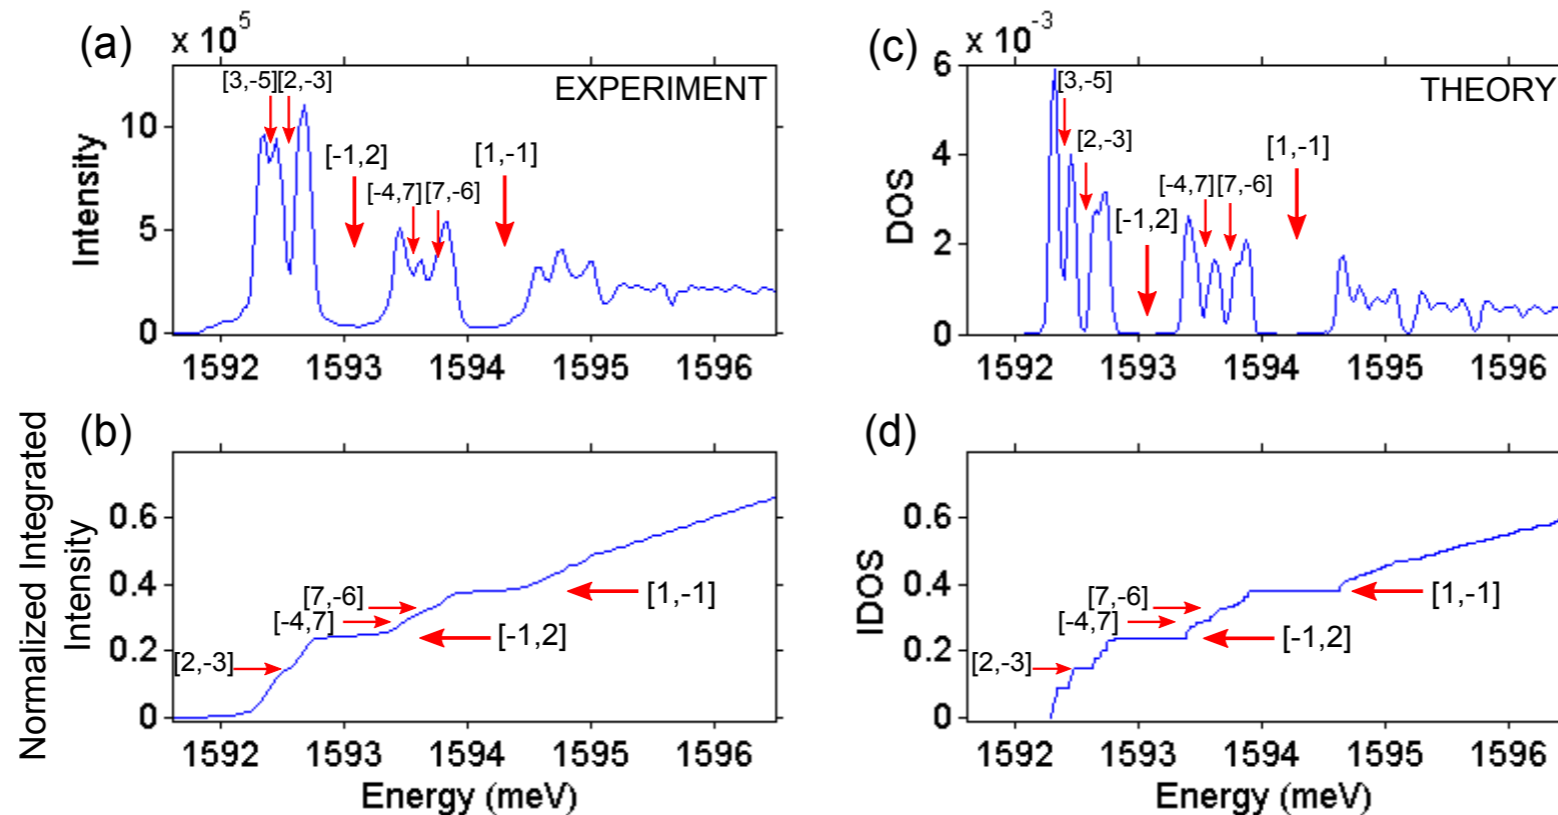 (a)
x 10^5
EXPERIMENT
[3,-5]
[2,-3]
[-1,2]
[-4,7]
[7,-6]
[1,-1]
Intensity
10
5
0
1592 1593 1594 1595 1596
(c)
x 10^-3
THEORY
[3,-5]
[2,-3]
[-1,2]
[-4,7]
[7,-6]
[1,-1]
DOS
6
4
2
0
1592 1593 1594 1595 1596
(b)
Normalized Integrated
Intensity
0.6
0.4
0.2
0
[7,-6]
[-4,7]
[2,-3]
[1,-1]
[-1,2]
1592 1593 1594 1595 1596
Energy (meV)
(d)
IDOS
0.6
0.4
0.2
0
[7,-6]
[-4,7]
[2,-3]
[1,-1]
[-1,2]
1592 1593 1594 1595 1596
Energy (meV)